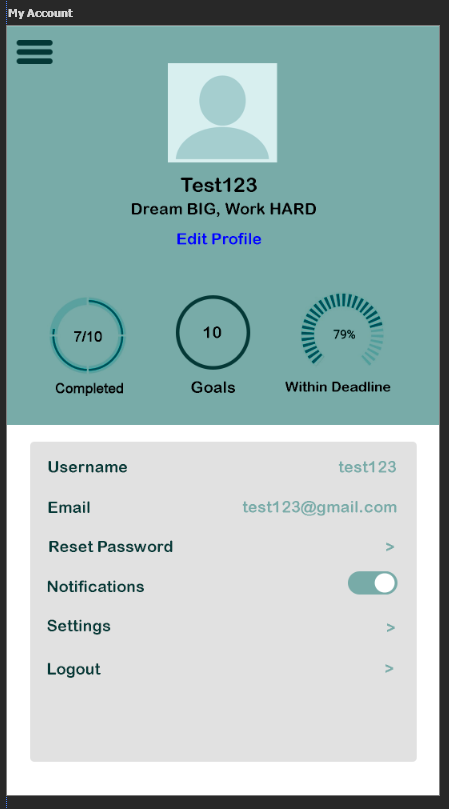 My Account
Test123
Dream BIG, Work HARD
Edit Profile
7/10 10 79%
Completed Goals Within Deadline
Username test123
Email test123@gmail.com
Reset Password >
Notifications
Settings >
Logout >